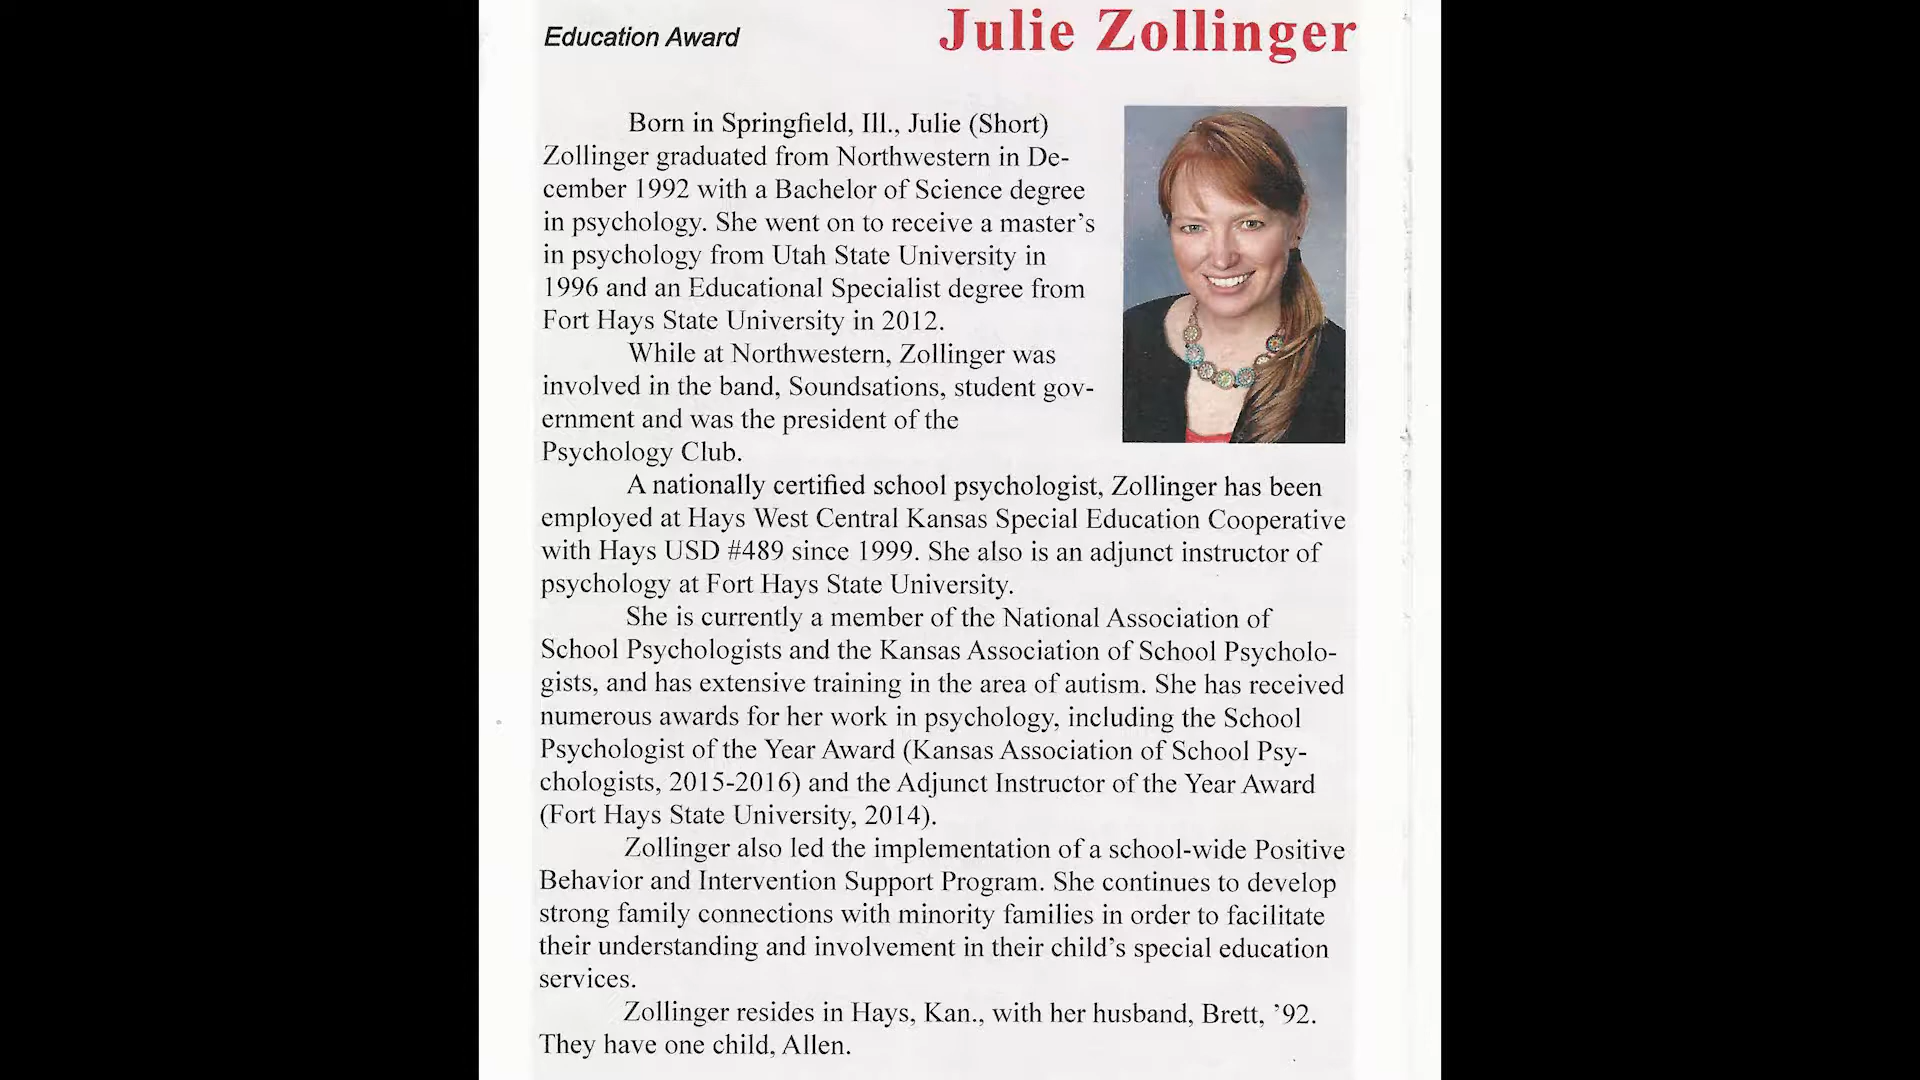 Education Award
Julie Zollinger
Born in Springfield, Ill., Julie (Short)
Zollinger graduated from Northwestern in De-
cember 1992 with a Bachelor of Science degree
in psychology. She went on to receive a master's
in psychology from Utah State University in
1996 and an Educational Specialist degree from
Fort Hays State University in 2012.
While at Northwestern, Zollinger was
involved in the band, Soundsations, student gov-
ernment and was the president of the
Psychology Club.
A nationally certified school psychologist, Zollinger has been
employed at Hays West Central Kansas Special Education Cooperative
with Hays USD #489 since 1999. She also is an adjunct instructor of
psychology at Fort Hays State University.
She is currently a member of the National Association of
School Psychologists and the Kansas Association of School Psycholo-
gists, and has extensive training in the area of autism. She has received
numerous awards for her work in psychology, including the School
Psychologist of the Year Award (Kansas Association of School Psy-
chologists, 2015-2016) and the Adjunct Instructor of the Year Award
(Fort Hays State University, 2014).
Zollinger also led the implementation of a school-wide Positive
Behavior and Intervention Support Program. She continues to develop
strong family connections with minority families in order to facilitate
their understanding and involvement in their child's special education
services.
Zollinger resides in Hays, Kan., with her husband, Brett, '92.
They have one child, Allen.